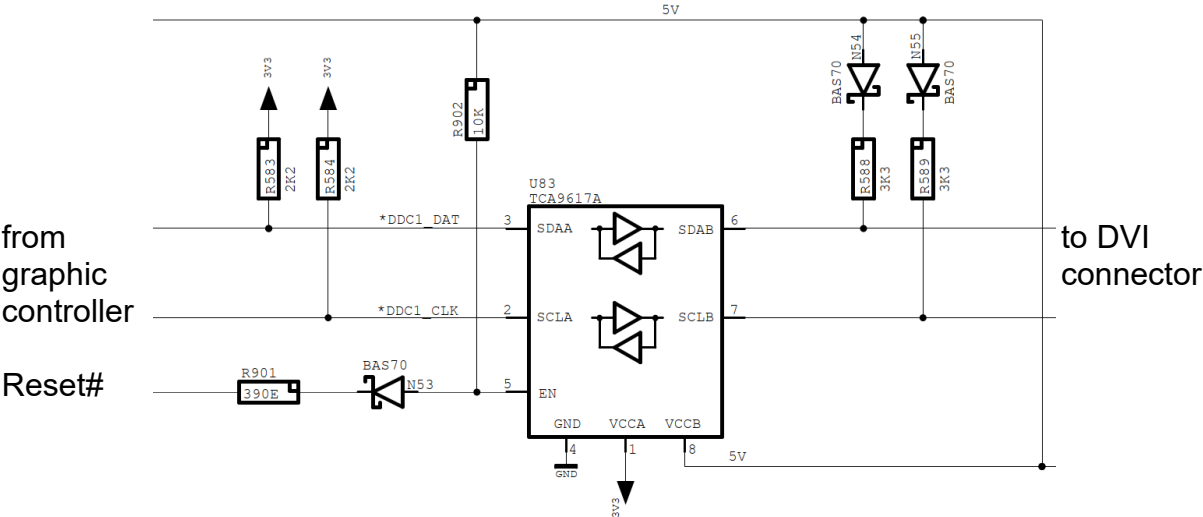 5V
3V3
3V3
N54
BAS70
N55
BAS70
R902
10K
R583
2K2
R584
2K2
R588
3K3
R589
3K3
U83
TCA9617A
from
graphic
controller
*DDC1_DAT
3
SDAA
SDAB
6
to DVI
connector
*DDC1_CLK
2
SCLA
SCLB
7
Reset#
R901
390E
BAS70
N53
5
EN
GND
VCCA
VCCB
4
1
8
GND
3V3
5V